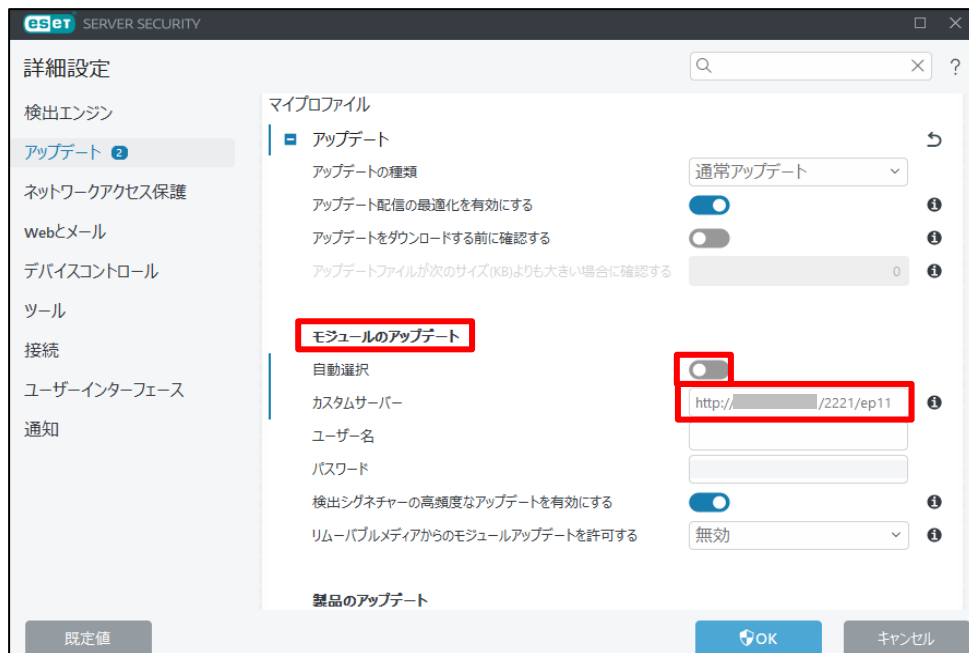 eset SERVER SECURITY
詳細設定
?
検出エンジン
アップデート 2
ネットワークアクセス保護
Webとメール
デバイスコントロール
ツール
接続
ユーザーインターフェース
通知
マイプロファイル
アップデート
アップデートの種類 通常アップデート
アップデート配信の最適化を有効にする
アップデートをダウンロードする前に確認する
アップデートファイルが次のサイズ(KB)よりも大きい場合に確認する 0
モジュールのアップデート
自動選択
カスタムサーバー http:// /2221/ep11
ユーザー名
パスワード
検出シグネチャーの高頻度なアップデートを有効にする
リムーバブルメディアからのモジュールアップデートを許可する 無効
製品のアップデート
既定値 OK キャンセル